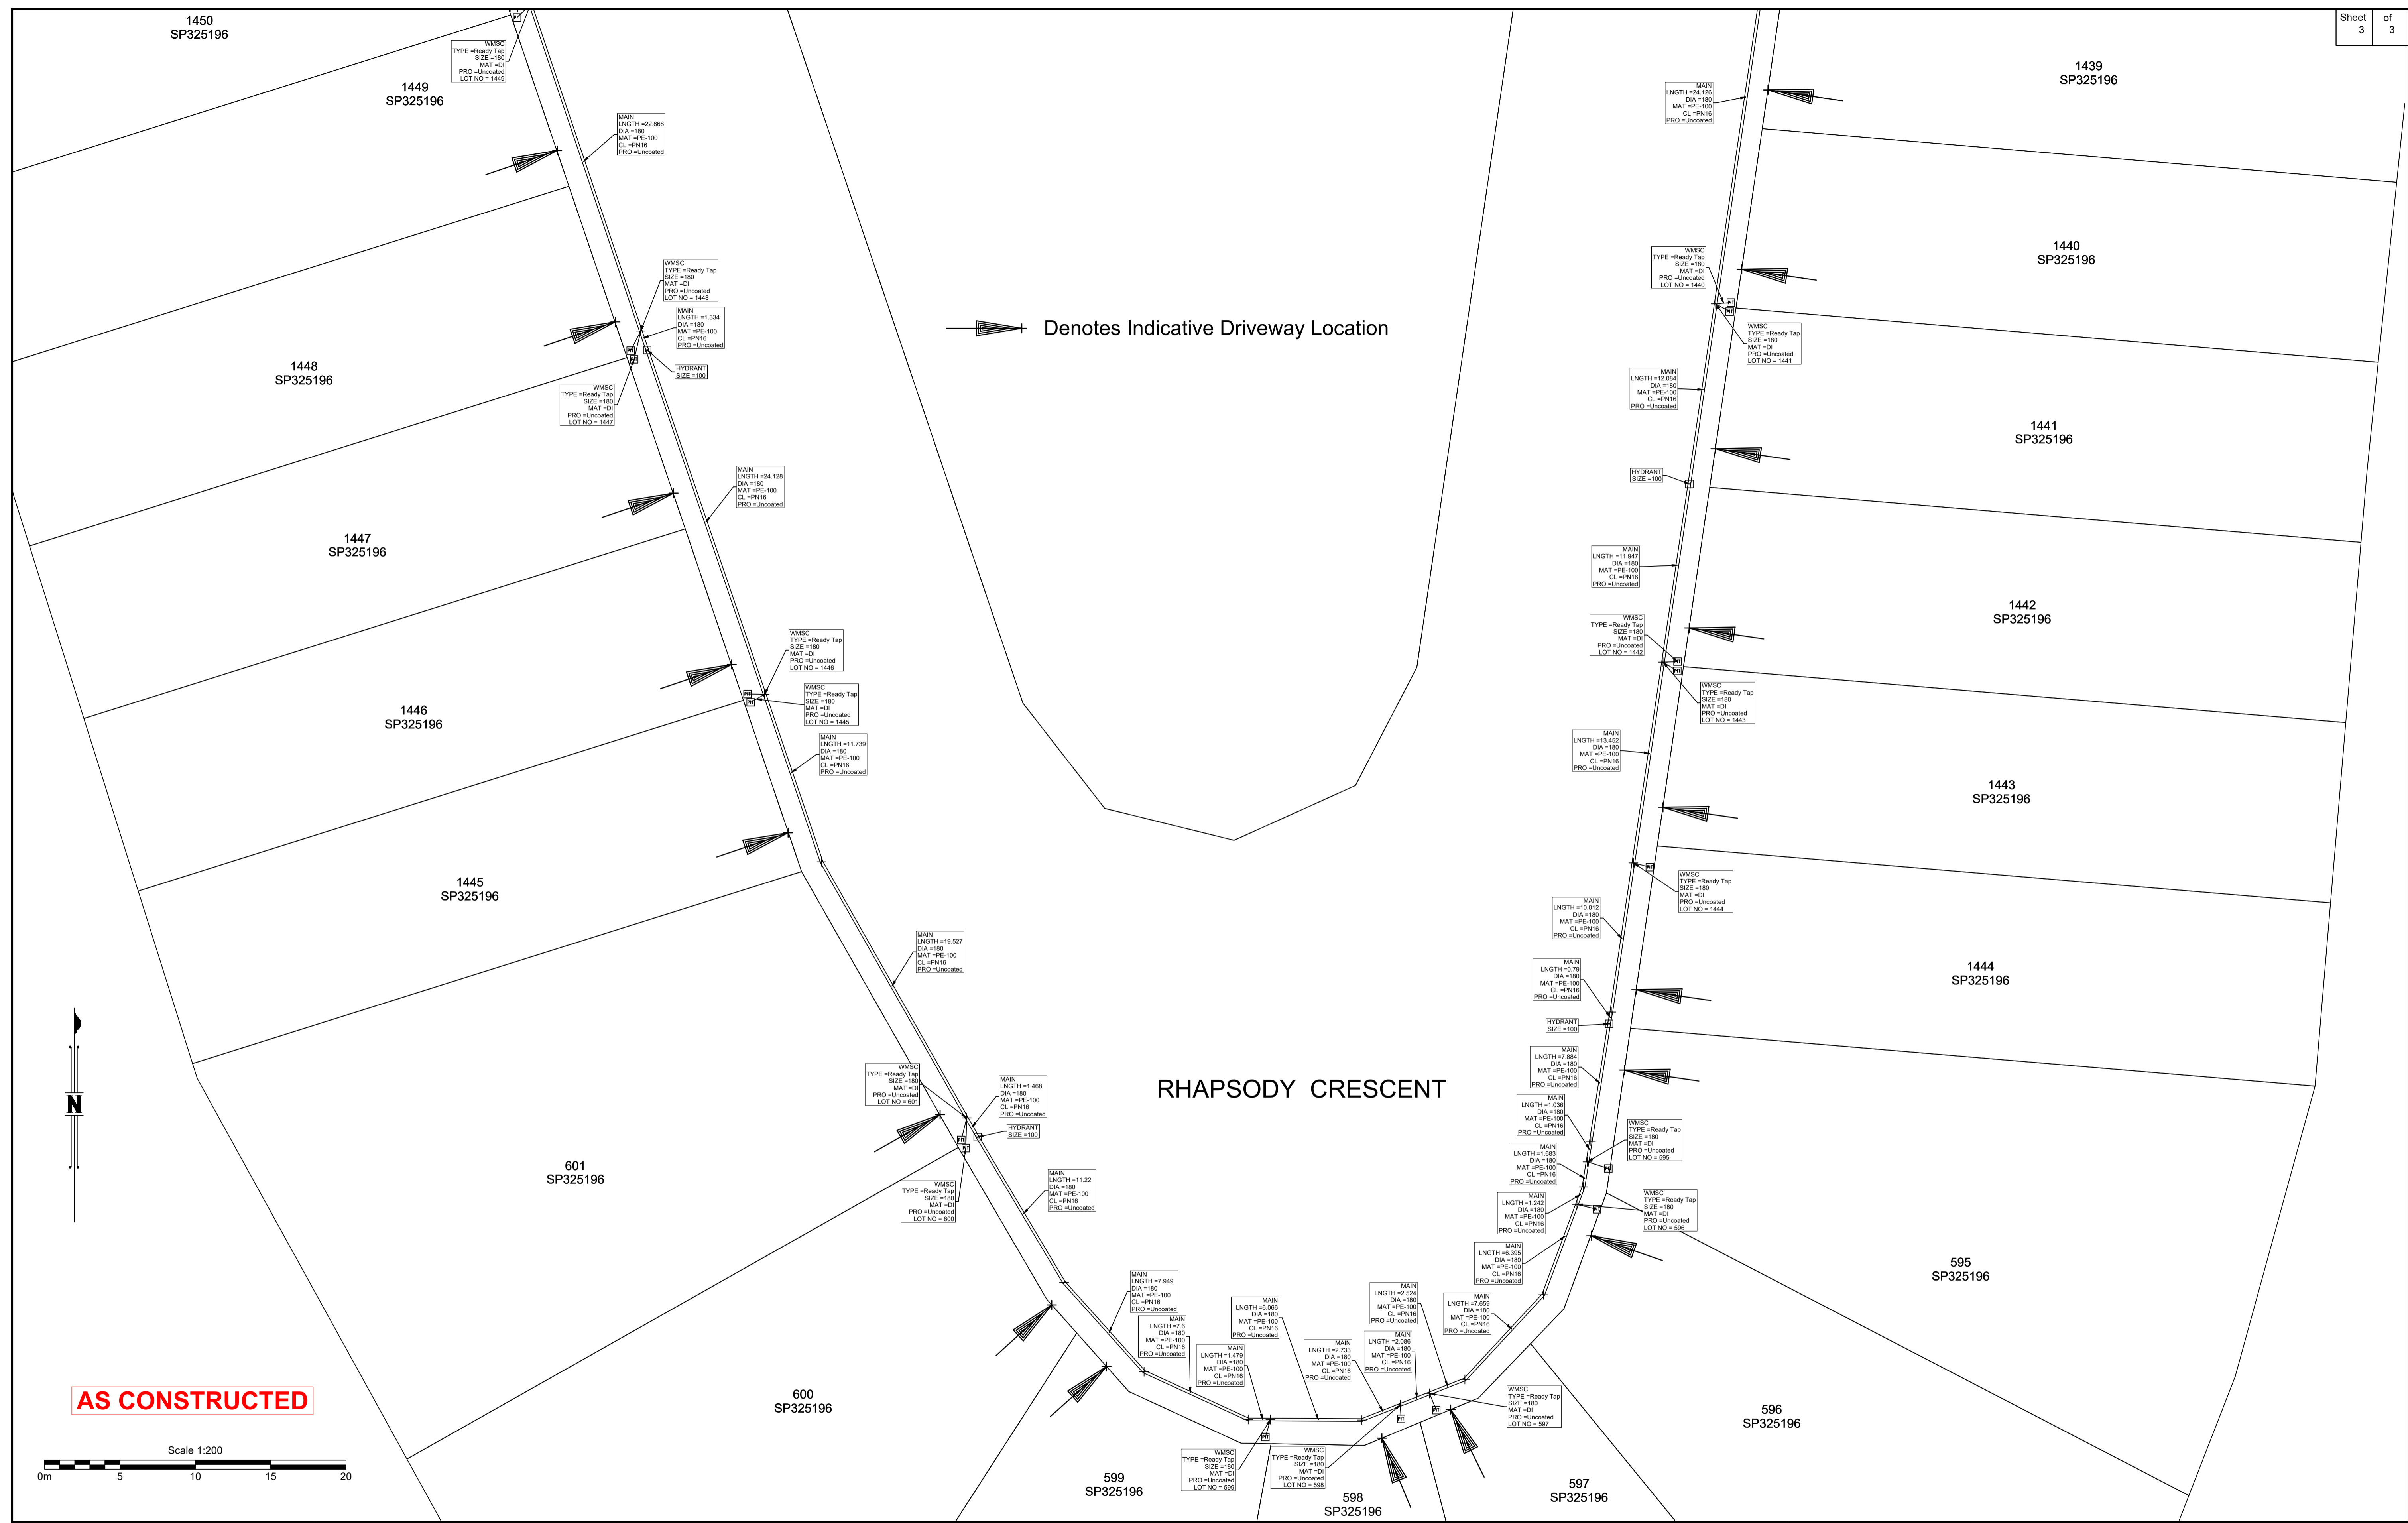 Sheet of
3 3
1450
SP325196
WMSC
TYPE =Ready Tap
SIZE =180
MAT =DI
PRO =Uncoated
LOT NO = 1449
1449
SP325196
MAIN
LNGTH =22.868
DIA =180
MAT =PE-100
CL =PN16
PRO =Uncoated
WMSC
TYPE =Ready Tap
SIZE =180
MAT =DI
PRO =Uncoated
LOT NO = 1448
MAIN
LNGTH =1.334
DIA =180
MAT =PE-100
CL =PN16
PRO =Uncoated
PIT
PIT
H
HYDRANT
SIZE =100
1448
SP325196
WMSC
TYPE =Ready Tap
SIZE =180
MAT =DI
PRO =Uncoated
LOT NO = 1447
MAIN
LNGTH =24.128
DIA =180
MAT =PE-100
CL =PN16
PRO =Uncoated
1447
SP325196
WMSC
TYPE =Ready Tap
SIZE =180
MAT =DI
PRO =Uncoated
LOT NO = 1446
PIT
PIT
WMSC
TYPE =Ready Tap
SIZE =180
MAT =DI
PRO =Uncoated
LOT NO = 1445
1446
SP325196
MAIN
LNGTH =11.739
DIA =180
MAT =PE-100
CL =PN16
PRO =Uncoated
1445
SP325196
MAIN
LNGTH =19.527
DIA =180
MAT =PE-100
CL =PN16
PRO =Uncoated
Denotes Indicative Driveway Location
MAIN
LNGTH =24.126
DIA =180
MAT =PE-100
CL =PN16
PRO =Uncoated
1439
SP325196
WMSC
TYPE =Ready Tap
SIZE =180
MAT =DI
PRO =Uncoated
LOT NO = 1440
1440
SP325196
PIT
PIT
WMSC
TYPE =Ready Tap
SIZE =180
MAT =DI
PRO =Uncoated
LOT NO = 1441
MAIN
LNGTH =12.084
DIA =180
MAT =PE-100
CL =PN16
PRO =Uncoated
1441
SP325196
HYDRANT
SIZE =100
MAIN
LNGTH =11.947
DIA =180
MAT =PE-100
CL =PN16
PRO =Uncoated
1442
SP325196
WMSC
TYPE =Ready Tap
SIZE =180
MAT =DI
PRO =Uncoated
LOT NO = 1442
PIT
PIT
WMSC
TYPE =Ready Tap
SIZE =180
MAT =DI
PRO =Uncoated
LOT NO = 1443
MAIN
LNGTH =13.452
DIA =180
MAT =PE-100
CL =PN16
PRO =Uncoated
1443
SP325196
PIT
WMSC
TYPE =Ready Tap
SIZE =180
MAT =DI
PRO =Uncoated
LOT NO = 1444
MAIN
LNGTH =10.012
DIA =180
MAT =PE-100
CL =PN16
PRO =Uncoated
MAIN
LNGTH =0.79
DIA =180
MAT =PE-100
CL =PN16
PRO =Uncoated
1444
SP325196
HYDRANT
SIZE =100
MAIN
LNGTH =7.884
DIA =180
MAT =PE-100
CL =PN16
PRO =Uncoated
RHAPSODY CRESCENT
MAIN
LNGTH =1.036
DIA =180
MAT =PE-100
CL =PN16
PRO =Uncoated
WMSC
TYPE =Ready Tap
SIZE =180
MAT =DI
PRO =Uncoated
LOT NO = 595
PIT
MAIN
LNGTH =1.683
DIA =180
MAT =PE-100
CL =PN16
PRO =Uncoated
MAIN
LNGTH =1.242
DIA =180
MAT =PE-100
CL =PN16
PRO =Uncoated
WMSC
TYPE =Ready Tap
SIZE =180
MAT =DI
PRO =Uncoated
LOT NO = 596
PIT
MAIN
LNGTH =6.395
DIA =180
MAT =PE-100
CL =PN16
PRO =Uncoated
595
SP325196
N
WMSC
TYPE =Ready Tap
SIZE =180
MAT =DI
PRO =Uncoated
LOT NO = 601
MAIN
LNGTH =1.468
DIA =180
MAT =PE-100
CL =PN16
PRO =Uncoated
HYDRANT
SIZE =100
PIT
PIT
601
SP325196
WMSC
TYPE =Ready Tap
SIZE =180
MAT =DI
PRO =Uncoated
LOT NO = 600
MAIN
LNGTH =11.22
DIA =180
MAT =PE-100
CL =PN16
PRO =Uncoated
MAIN
LNGTH =7.949
DIA =180
MAT =PE-100
CL =PN16
PRO =Uncoated
MAIN
LNGTH =7.6
DIA =180
MAT =PE-100
CL =PN16
PRO =Uncoated
MAIN
LNGTH =6.066
DIA =180
MAT =PE-100
CL =PN16
PRO =Uncoated
MAIN
LNGTH =1.479
DIA =180
MAT =PE-100
CL =PN16
PRO =Uncoated
MAIN
LNGTH =2.733
DIA =180
MAT =PE-100
CL =PN16
PRO =Uncoated
MAIN
LNGTH =2.524
DIA =180
MAT =PE-100
CL =PN16
PRO =Uncoated
MAIN
LNGTH =2.086
DIA =180
MAT =PE-100
CL =PN16
PRO =Uncoated
MAIN
LNGTH =7.659
DIA =180
MAT =PE-100
CL =PN16
PRO =Uncoated
WMSC
TYPE =Ready Tap
SIZE =180
MAT =DI
PRO =Uncoated
LOT NO = 597
PIT
PIT
PIT
WMSC
TYPE =Ready Tap
SIZE =180
MAT =DI
PRO =Uncoated
LOT NO = 599
WMSC
TYPE =Ready Tap
SIZE =180
MAT =DI
PRO =Uncoated
LOT NO = 598
600
SP325196
599
SP325196
598
SP325196
597
SP325196
596
SP325196
AS CONSTRUCTED
Scale 1:200
0m 5 10 15 20